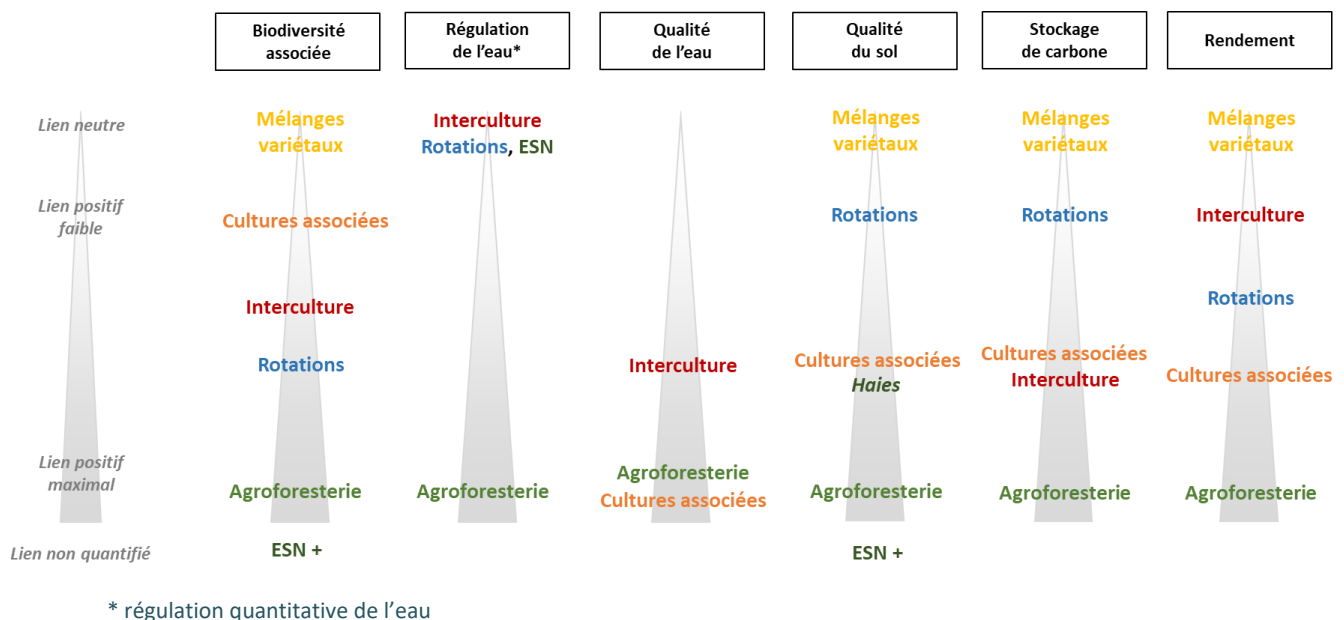 Biodiversité
associée
Régulation
de l'eau*
Qualité
de l'eau
Qualité
du sol
Stockage
de carbone
Rendement
Lien neutre
Mélanges
variétaux
Interculture
Rotations, ESN
Mélanges
variétaux
Mélanges
variétaux
Mélanges
variétaux
Lien positif
faible
Cultures associées
Rotations
Rotations
Interculture
Interculture
Rotations
Rotations
Interculture
Cultures associées
Haies
Cultures associées
Interculture
Cultures associées
Lien positif
maximal
Agroforesterie
Agroforesterie
Agroforesterie
Cultures associées
Agroforesterie
Agroforesterie
Agroforesterie
Lien non quantifié
ESN +
ESN +
* régulation quantitative de l'eau